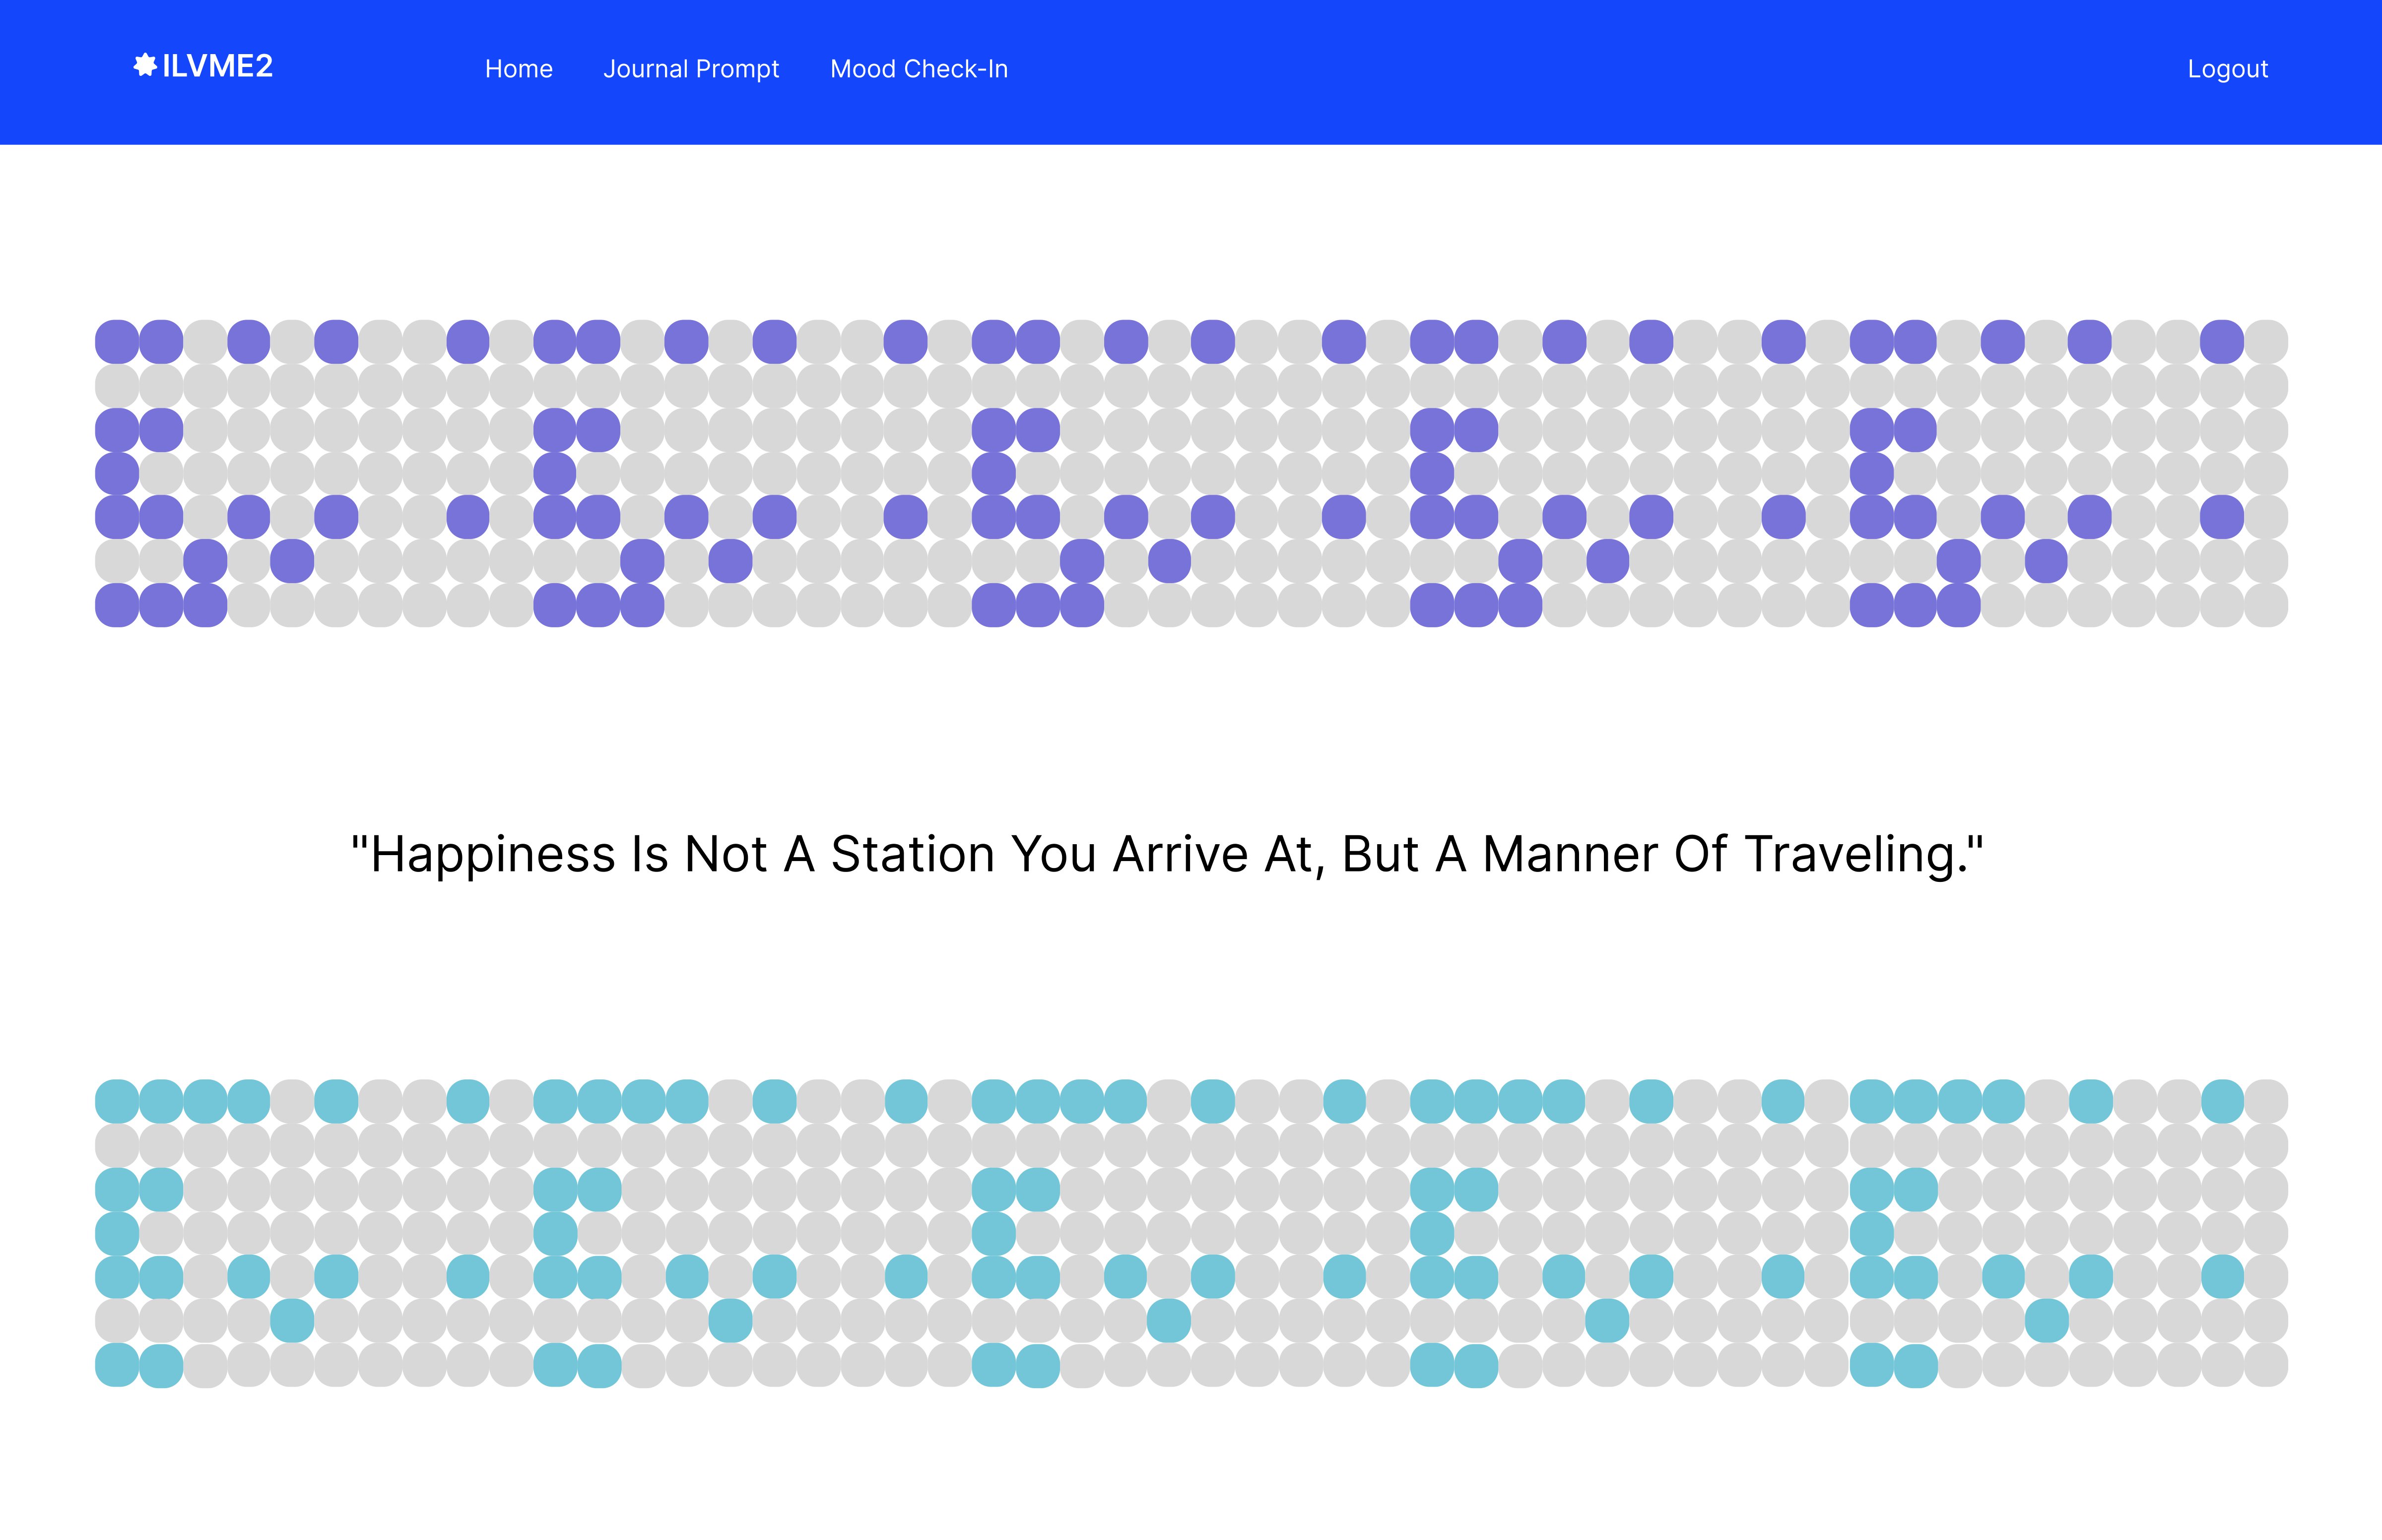 ILVME2
Home Journal Prompt Mood Check-In Logout
"Happiness Is Not A Station You Arrive At, But A Manner Of Traveling."